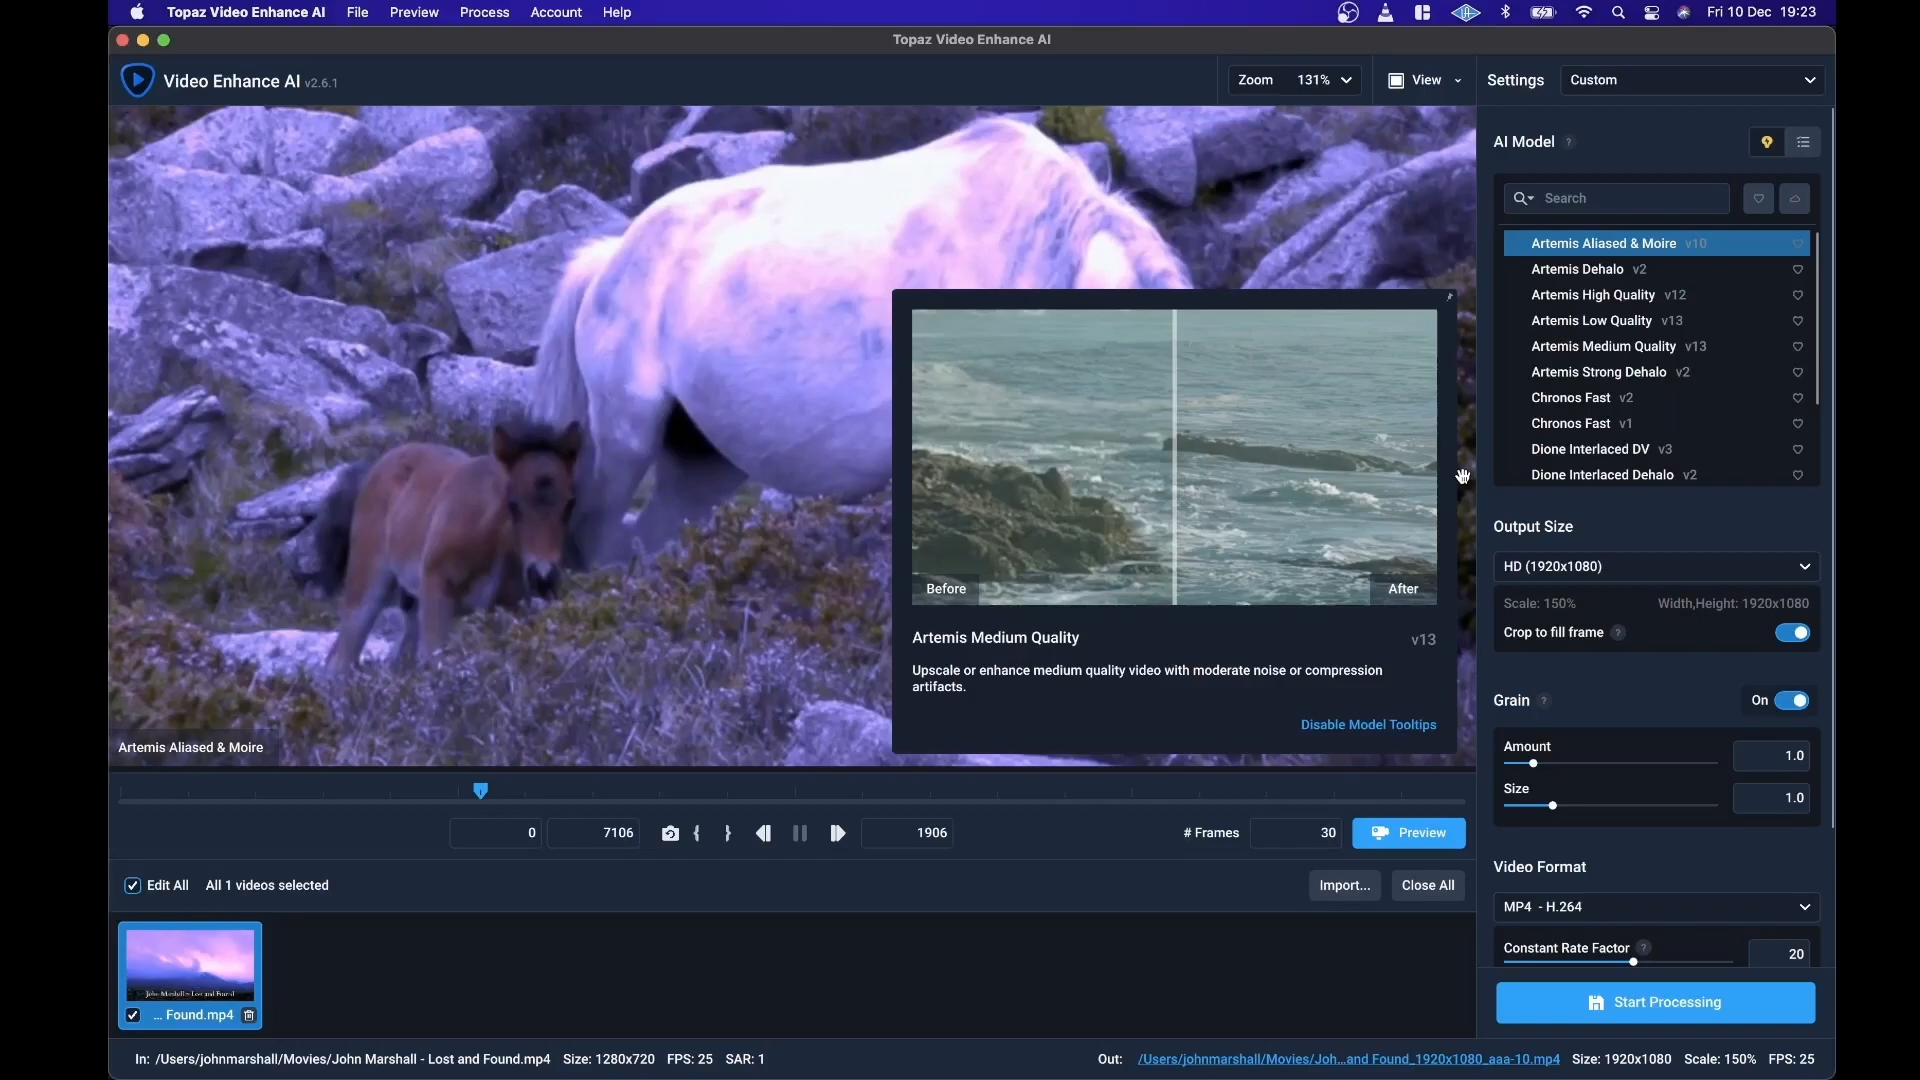 Topaz Video Enhance AI File Preview Process Account Help Fri 10 Dec 19:23
Topaz Video Enhance AI
Video Enhance AI v2.6.1
Zoom 131% View Settings Custom
AI Model ?
Search
Artemis Aliased & Moire v10
Artemis Dehalo v2
Artemis High Quality v12
Artemis Low Quality v13
Artemis Medium Quality v13
Artemis Strong Dehalo v2
Chronos Fast v2
Chronos Fast v1
Dione Interlaced DV v3
Dione Interlaced Dehalo v2
Before After
Artemis Medium Quality v13
Upscale or enhance medium quality video with moderate noise or compression
artifacts.
Disable Model Tooltips
Artemis Aliased & Moire
Output Size
HD (1920x1080)
Scale: 150% Width,Height: 1920x1080
Crop to fill frame ?
Grain ? On
Amount 1.0
Size 1.0
0 7106 { } 1906 # Frames 30 Preview
Video Format
MP4 - H.264
Constant Rate Factor ? 20
Start Processing
Edit All All 1 videos selected Import... Close All
John Marshall - Lost and Found
... Found.mp4
In: /Users/johnmarshall/Movies/John Marshall - Lost and Found.mp4 Size: 1280x720 FPS: 25 SAR: 1
Out: /Users/johnmarshall/Movies/Joh...and Found_1920x1080_aaa-10.mp4 Size: 1920x1080 Scale: 150% FPS: 25